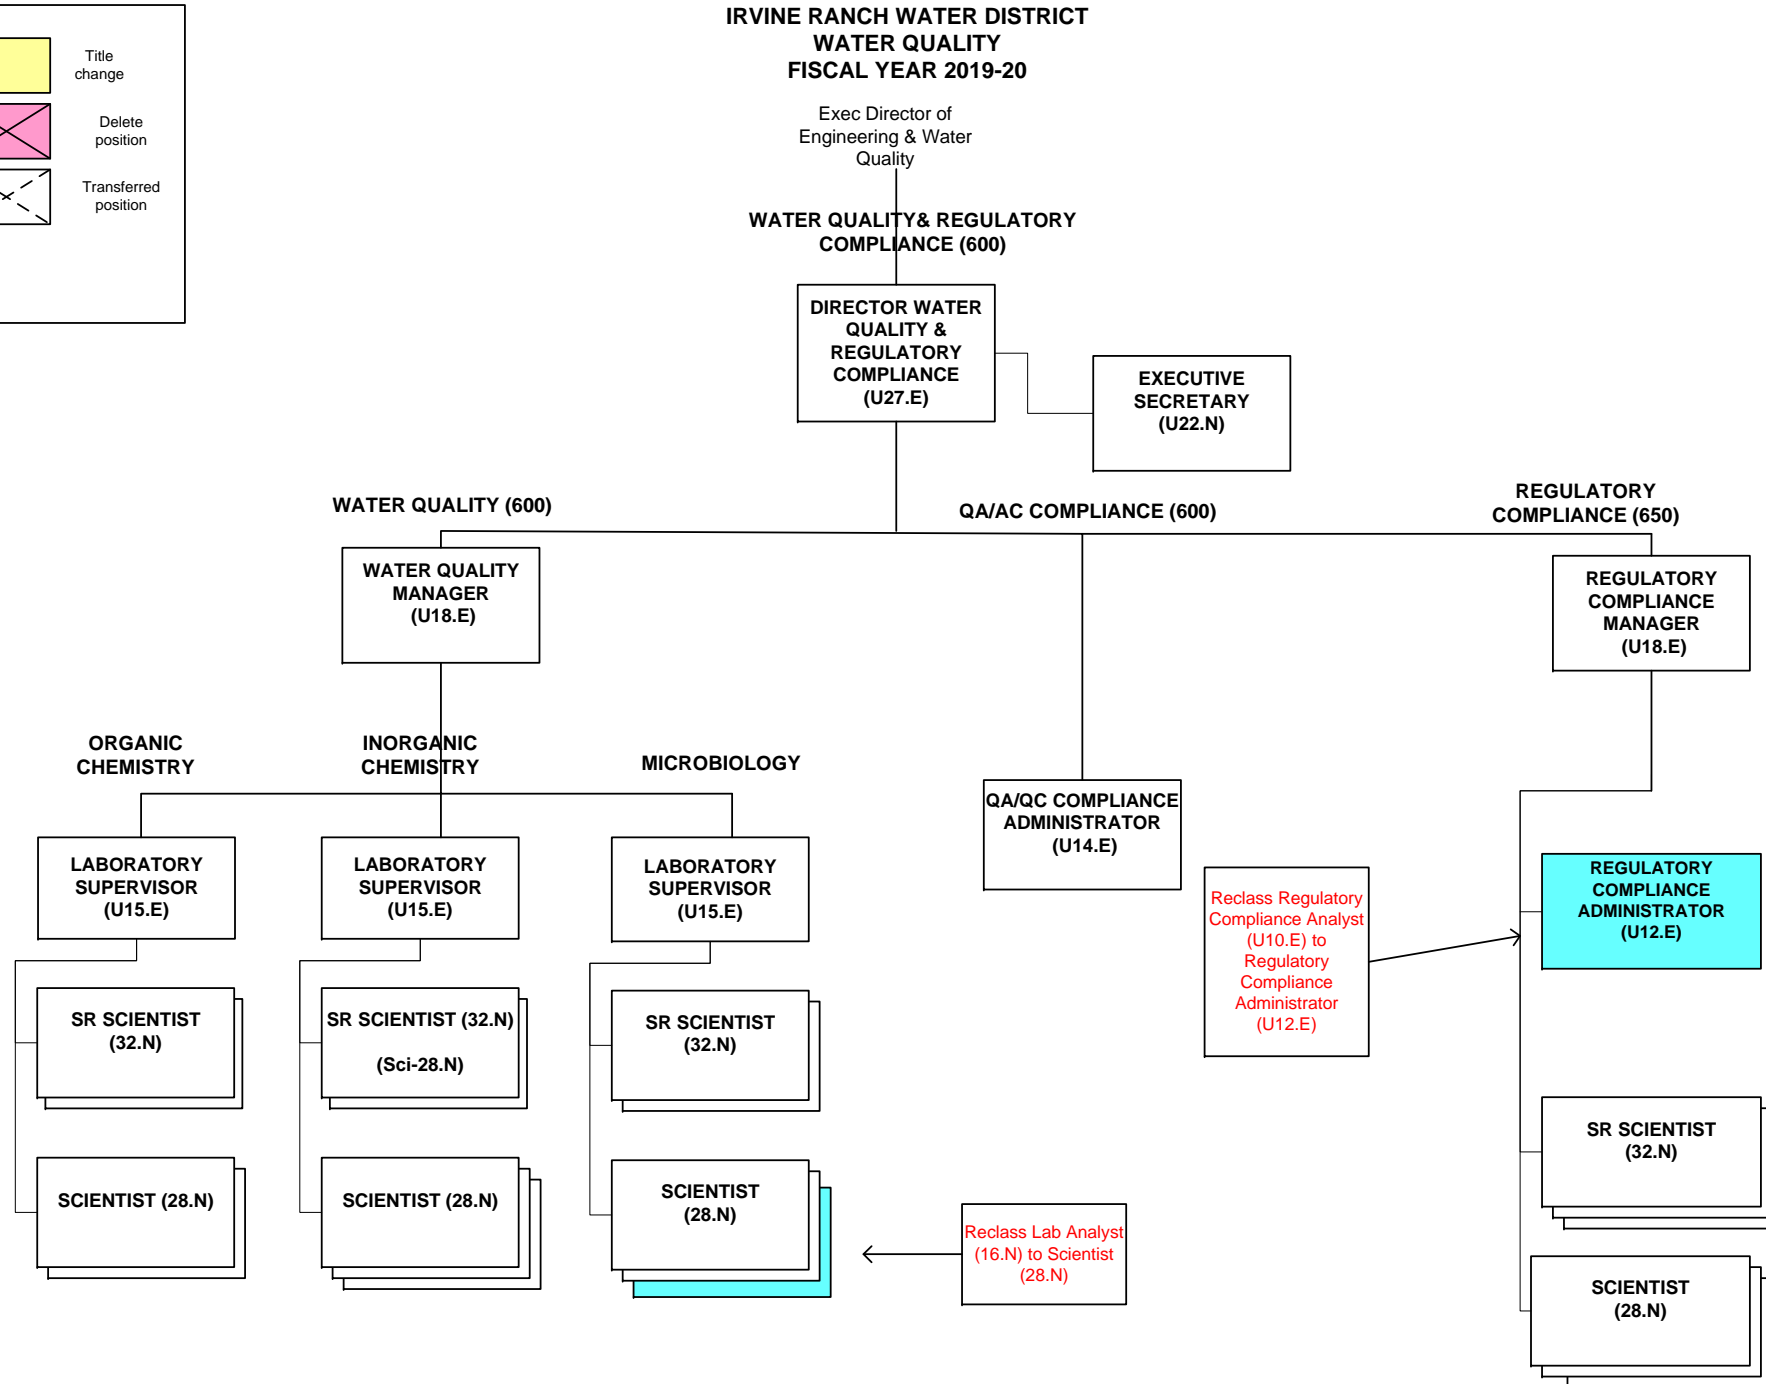 IRVINE RANCH WATER DISTRICT
WATER QUALITY
FISCAL YEAR 2019-20
Title
change
Delete
position
Transferred
position
Exec Director of
Engineering & Water
Quality
WATER QUALITY& REGULATORY
COMPLIANCE (600)
DIRECTOR WATER
QUALITY &
REGULATORY
COMPLIANCE
(U27.E)
EXECUTIVE
SECRETARY
(U22.N)
WATER QUALITY (600)
QA/AC COMPLIANCE (600)
REGULATORY
COMPLIANCE (650)
WATER QUALITY
MANAGER
(U18.E)
REGULATORY
COMPLIANCE
MANAGER
(U18.E)
ORGANIC
CHEMISTRY
INORGANIC
CHEMISTRY
MICROBIOLOGY
QA/QC COMPLIANCE
ADMINISTRATOR
(U14.E)
LABORATORY
SUPERVISOR
(U15.E)
LABORATORY
SUPERVISOR
(U15.E)
LABORATORY
SUPERVISOR
(U15.E)
Reclass Regulatory
Compliance Analyst
(U10.E) to
Regulatory
Compliance
Administrator
(U12.E)
REGULATORY
COMPLIANCE
ADMINISTRATOR
(U12.E)
SR SCIENTIST
(32.N)
SR SCIENTIST (32.N)
(Sci-28.N)
SR SCIENTIST
(32.N)
SR SCIENTIST
(32.N)
SCIENTIST (28.N)
SCIENTIST (28.N)
SCIENTIST
(28.N)
Reclass Lab Analyst
(16.N) to Scientist
(28.N)
SCIENTIST
(28.N)